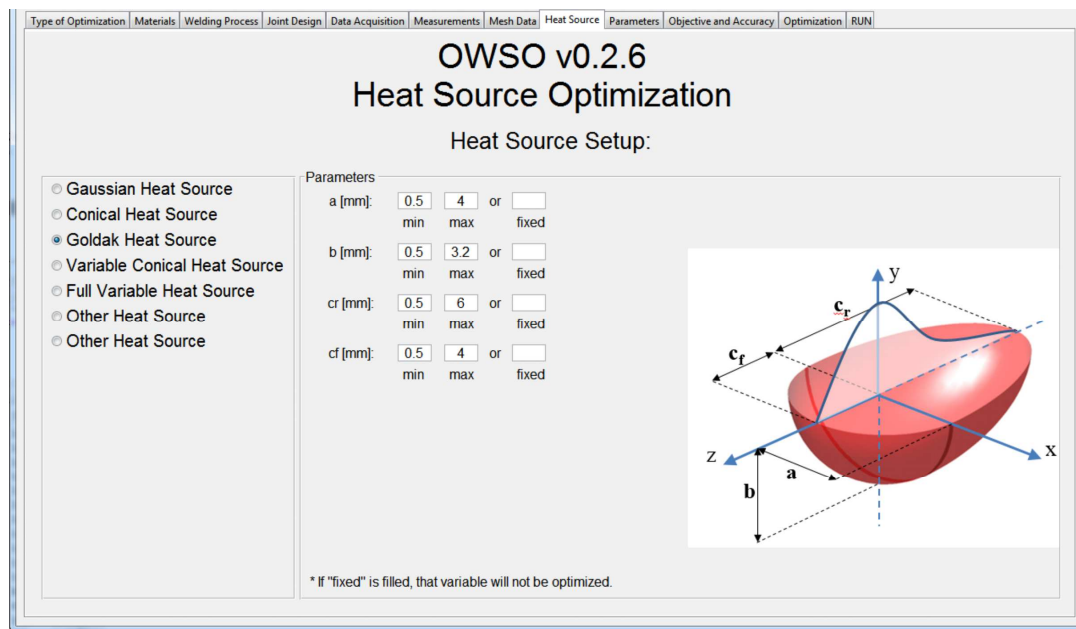 Type of Optimization Materials Welding Process Joint Design Data Acquisition Measurements Mesh Data Heat Source Parameters Objective and Accuracy Optimization RUN
OWSO v0.2.6
Heat Source Optimization
Heat Source Setup:
Gaussian Heat Source
Conical Heat Source
Goldak Heat Source
Variable Conical Heat Source
Full Variable Heat Source
Other Heat Source
Other Heat Source
Parameters
a [mm]: 0.5 4 or
min max fixed
b [mm]: 0.5 3.2 or
min max fixed
cr [mm]: 0.5 6 or
min max fixed
cf [mm]: 0.5 4 or
min max fixed
y
cr
cf
z
x
a
b
* If "fixed" is filled, that variable will not be optimized.